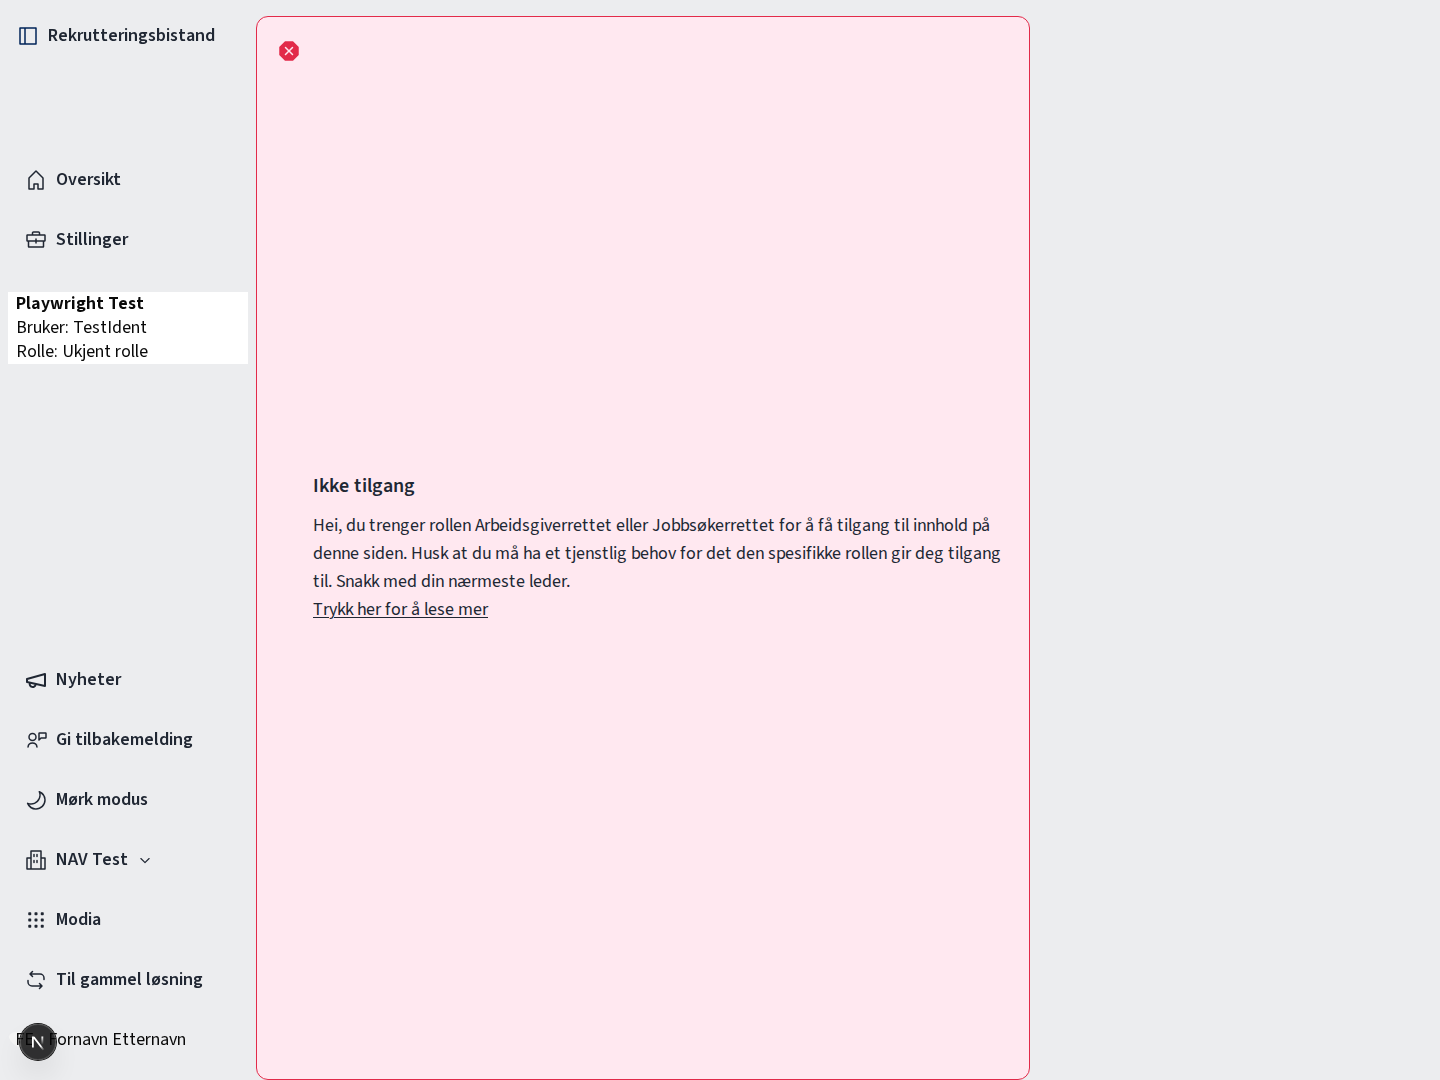 Rekrutteringsbistand
Oversikt
Stillinger
Playwright Test
Bruker: TestIdent
Rolle: Ukjent rolle
Ikke tilgang
Hei, du trenger rollen Arbeidsgiverrettet eller Jobbsøkerrettet for å få tilgang til innhold på
denne siden. Husk at du må ha et tjenstlig behov for det den spesifikke rollen gir deg tilgang
til. Snakk med din nærmeste leder.
Trykk her for å lese mer
Nyheter
Gi tilbakemelding
Mørk modus
NAV Test
Modia
Til gammel løsning
Fornavn Etternavn